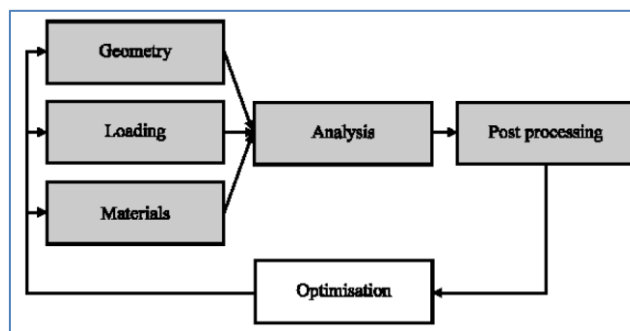 Geometry
Loading
Analysis
Post processing
Materials
Optimisation